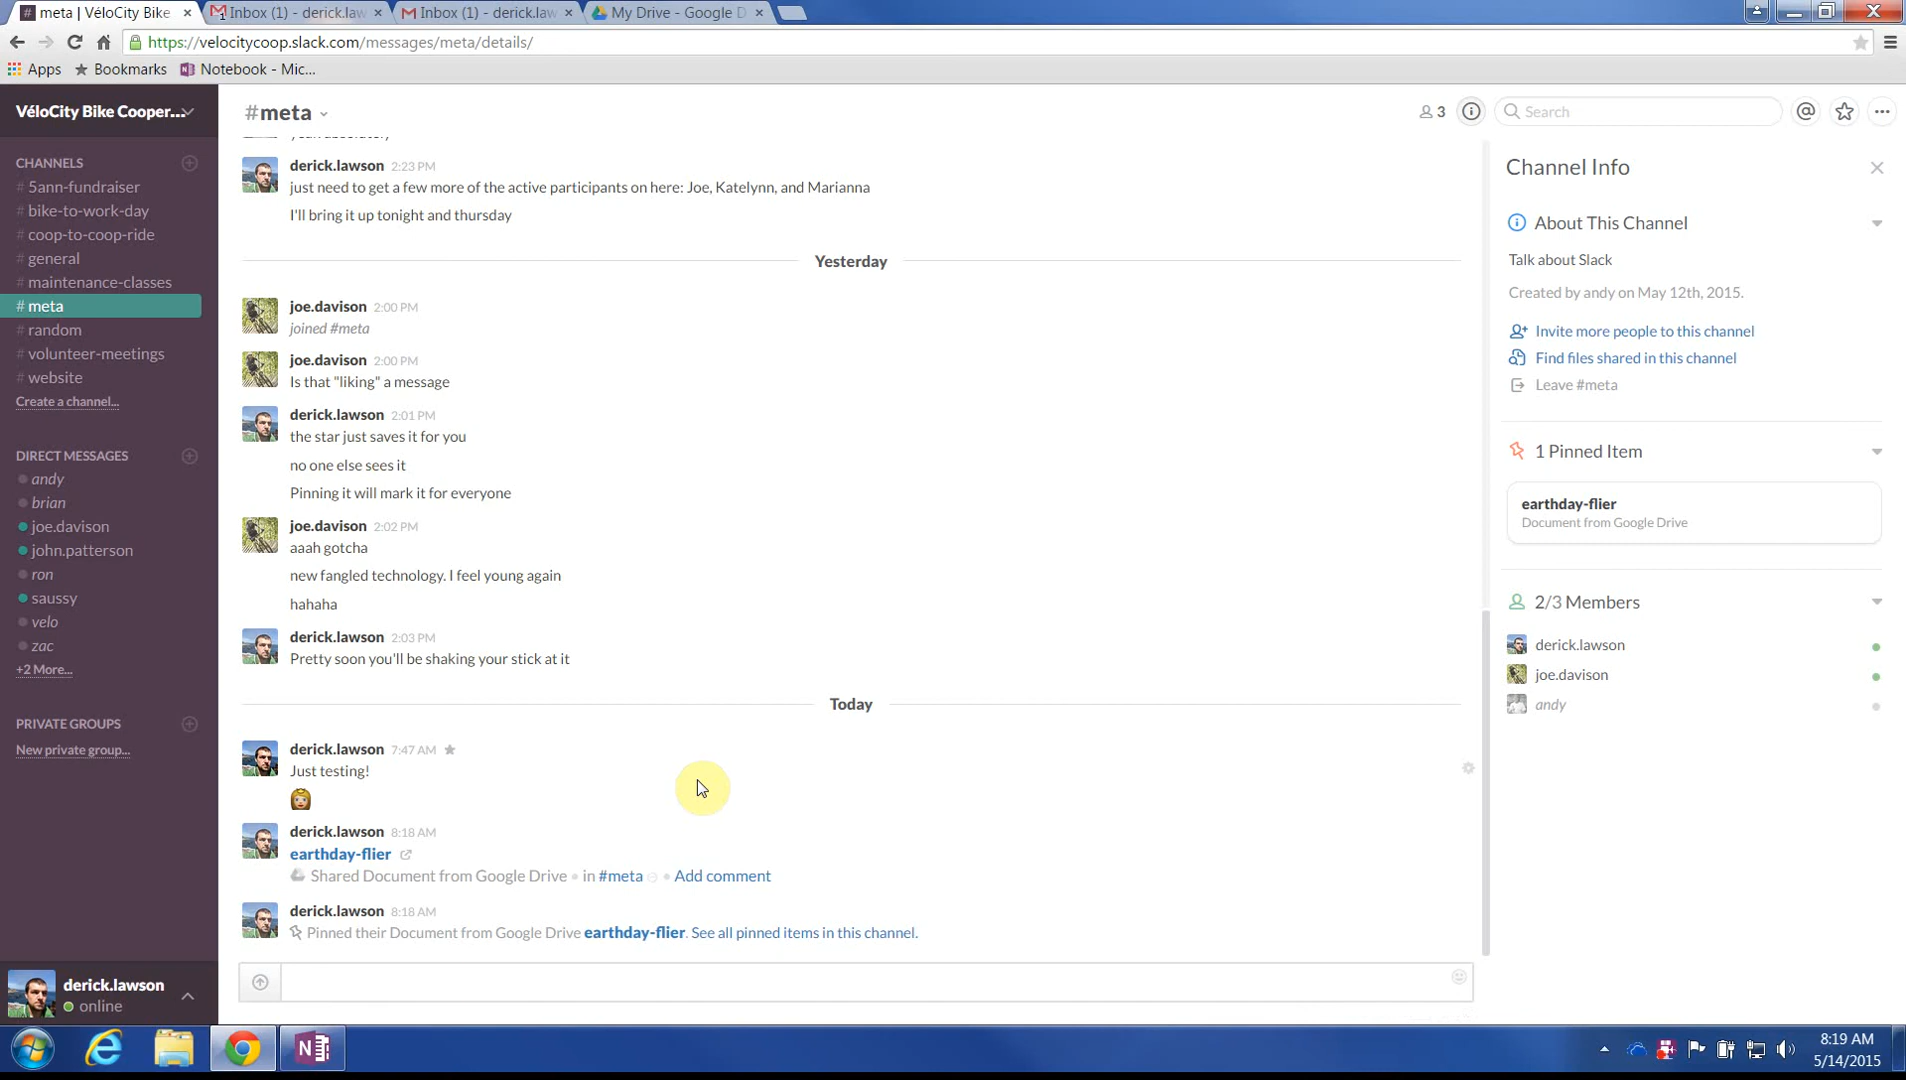 meta | VéloCity Bike
Inbox (1) - derick.law
Inbox (1) - derick.law
My Drive - Google D
https://velocitycoop.slack.com/messages/meta/details/
Apps
Bookmarks
Notebook - Mic...
VéloCity Bike Cooper...
#meta
3
Search
CHANNELS
# 5ann-fundraiser
# bike-to-work-day
# coop-to-coop-ride
# general
# maintenance-classes
# meta
# random
# volunteer-meetings
# website
Create a channel...
DIRECT MESSAGES
andy
brian
joe.davison
john.patterson
ron
saussy
velo
zac
+2 More...
PRIVATE GROUPS
New private group...
derick.lawson
online
yeah absolutely
derick.lawson 2:23 PM
just need to get a few more of the active participants on here: Joe, Katelynn, and Marianna
I'll bring it up tonight and thursday
Yesterday
joe.davison 2:00 PM
joined #meta
joe.davison 2:00 PM
Is that "liking" a message
derick.lawson 2:01 PM
the star just saves it for you
no one else sees it
Pinning it will mark it for everyone
joe.davison 2:02 PM
aaah gotcha
new fangled technology. I feel young again
hahaha
derick.lawson 2:03 PM
Pretty soon you'll be shaking your stick at it
Today
derick.lawson 7:47 AM
Just testing!
derick.lawson 8:18 AM
earthday-flier
Shared Document from Google Drive • in #meta • Add comment
derick.lawson 8:18 AM
Pinned their Document from Google Drive earthday-flier. See all pinned items in this channel.
Channel Info
About This Channel
Talk about Slack
Created by andy on May 12th, 2015.
Invite more people to this channel
Find files shared in this channel
Leave #meta
1 Pinned Item
earthday-flier
Document from Google Drive
2/3 Members
derick.lawson
joe.davison
andy
8:19 AM
5/14/2015